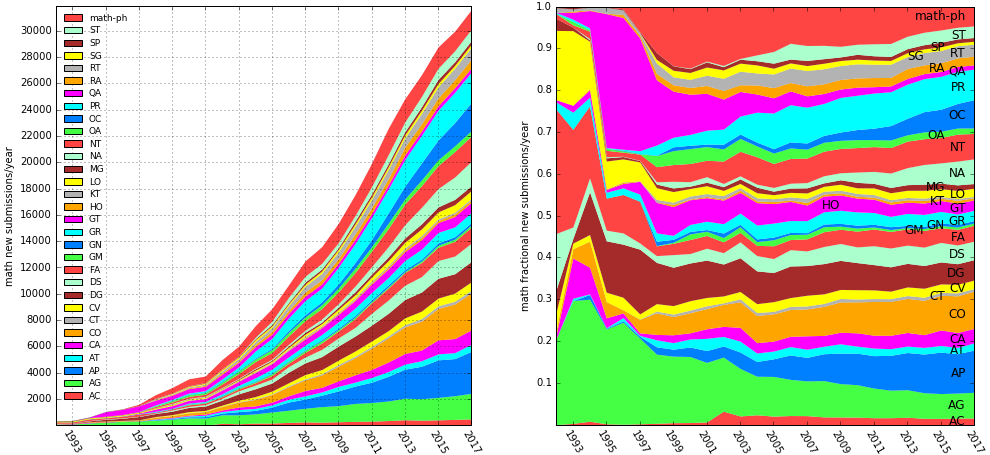 math new submissions/year
30000
28000
26000
24000
22000
20000
18000
16000
14000
12000
10000
8000
6000
4000
2000
math-ph
ST
SP
SG
RT
RA
QA
PR
OC
OA
NT
NA
MG
LO
KT
HO
GT
GR
GN
GM
FA
DS
DG
CV
CT
CO
CA
AT
AP
AG
AC
1993
1995
1997
1999
2001
2003
2005
2007
2009
2011
2013
2015
2017
math fractional new submissions/year
1.0
0.9
0.8
0.7
0.6
0.5
0.4
0.3
0.2
0.1
math-ph
ST
SP
RT
SG
RA
QA
PR
OC
OA
NT
NA
MG
LO
KT
HO
GT
GR
GN
GM
FA
DS
DG
CV
CT
CO
CA
AT
AP
AG
AC
1993
1995
1997
1999
2001
2003
2005
2007
2009
2011
2013
2015
2017